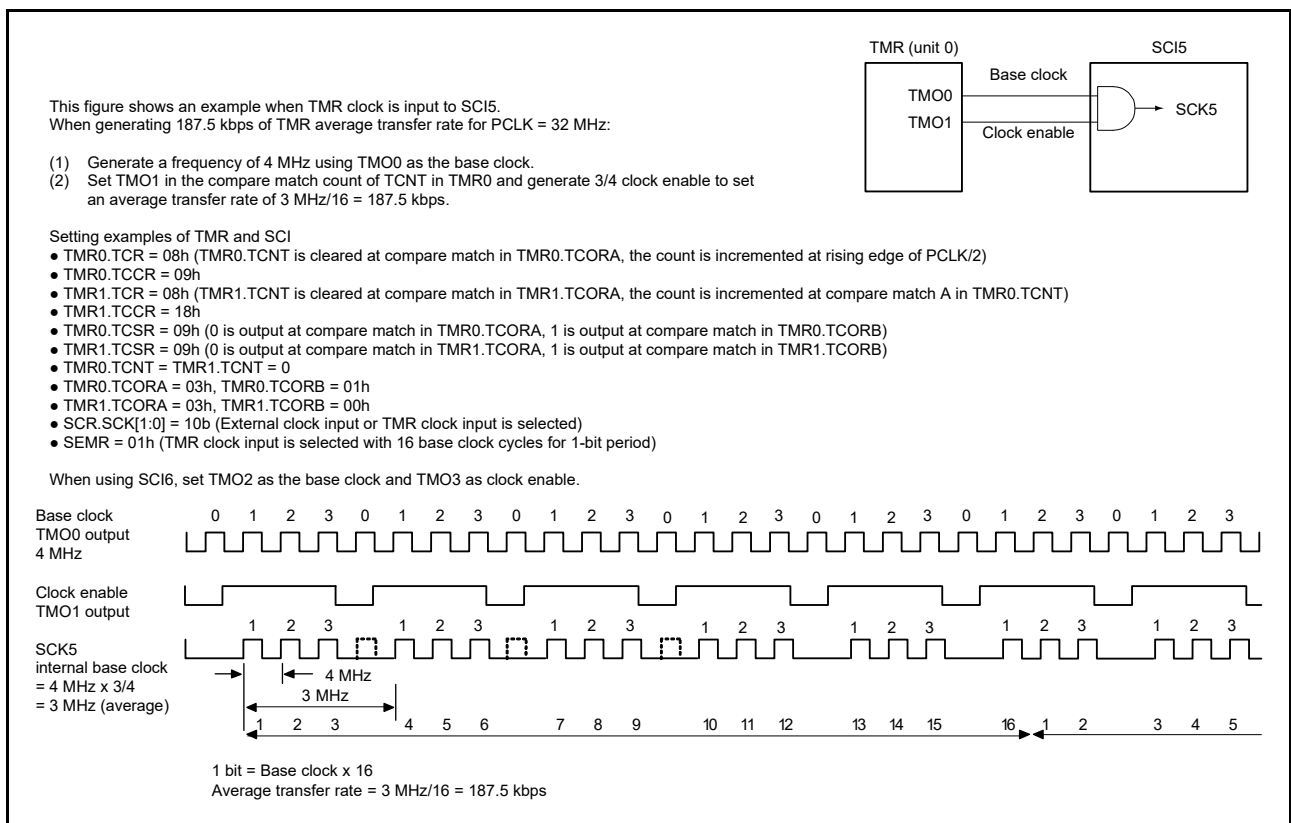 TMR (unit 0)
SCI5
Base clock
TMO0
TMO1
SCK5
Clock enable
This figure shows an example when TMR clock is input to SCI5.
When generating 187.5 kbps of TMR average transfer rate for PCLK = 32 MHz:
(1) Generate a frequency of 4 MHz using TMO0 as the base clock.
(2) Set TMO1 in the compare match count of TCNT in TMR0 and generate 3/4 clock enable to set
an average transfer rate of 3 MHz/16 = 187.5 kbps.
Setting examples of TMR and SCI
● TMR0.TCR = 08h (TMR0.TCNT is cleared at compare match in TMR0.TCORA, the count is incremented at rising edge of PCLK/2)
● TMR0.TCCR = 09h
● TMR1.TCR = 08h (TMR1.TCNT is cleared at compare match in TMR1.TCORA, the count is incremented at compare match A in TMR0.TCNT)
● TMR1.TCCR = 18h
● TMR0.TCSR = 09h (0 is output at compare match in TMR0.TCORA, 1 is output at compare match in TMR0.TCORB)
● TMR1.TCSR = 09h (0 is output at compare match in TMR1.TCORA, 1 is output at compare match in TMR1.TCORB)
● TMR0.TCNT = TMR1.TCNT = 0
● TMR0.TCORA = 03h, TMR0.TCORB = 01h
● TMR1.TCORA = 03h, TMR1.TCORB = 00h
● SCR.SCK[1:0] = 10b (External clock input or TMR clock input is selected)
● SEMR = 01h (TMR clock input is selected with 16 base clock cycles for 1-bit period)
When using SCI6, set TMO2 as the base clock and TMO3 as clock enable.
Base clock
TMO0 output
4 MHz
0 1 2 3 0 1 2 3 0 1 2 3 0 1 2 3 0 1 2 3 0 1 2 3 0 1 2 3
Clock enable
TMO1 output
1 2 3 1 2 3 1 2 3 1 2 3 1 2 3 1 2 3 1 2 3
SCK5
internal base clock
= 4 MHz x 3/4
= 3 MHz (average)
4 MHz
3 MHz
1 2 3 4 5 6 7 8 9 10 11 12 13 14 15 16 1 2 3 4 5
1 bit = Base clock x 16
Average transfer rate = 3 MHz/16 = 187.5 kbps